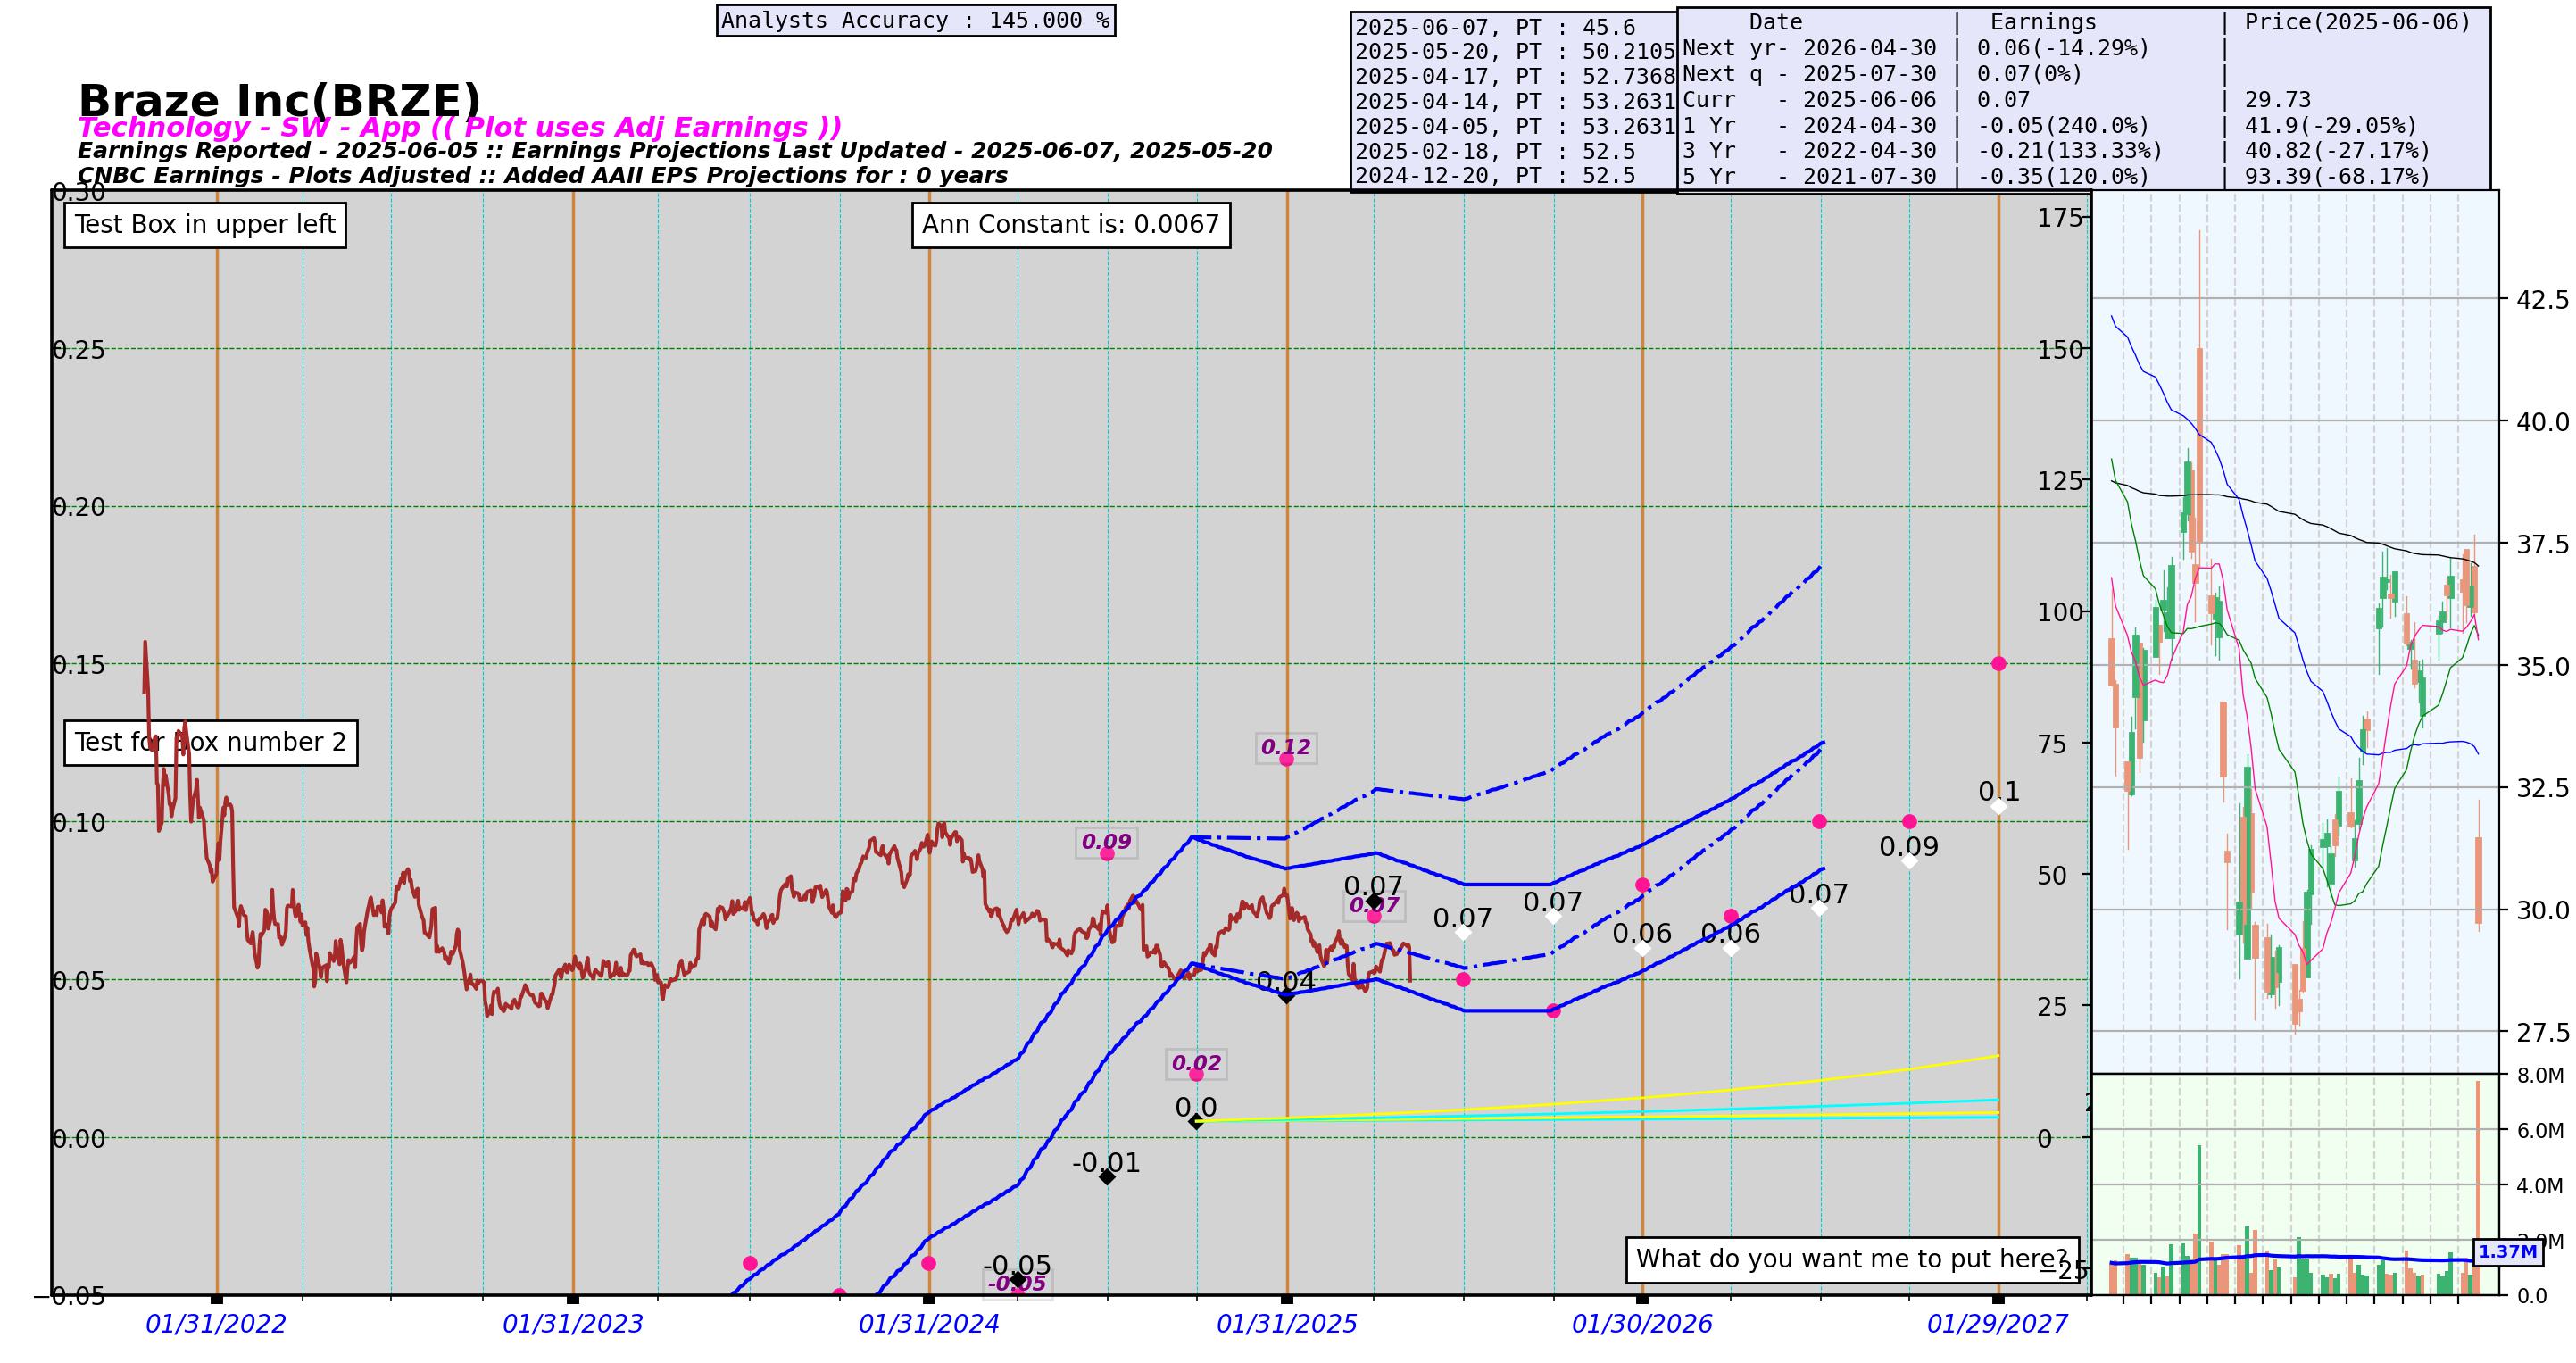 Analysts Accuracy : 145.000 %
2025-06-07, PT : 45.6
2025-05-20, PT : 50.2105
2025-04-17, PT : 52.7368
2025-04-14, PT : 53.2631
2025-04-05, PT : 53.2631
2025-02-18, PT : 52.5
2024-12-20, PT : 52.5
Date | Earnings | Price(2025-06-06)
Next yr- 2026-04-30 | 0.06(-14.29%) |
Next q - 2025-07-30 | 0.07(0%) |
Curr - 2025-06-06 | 0.07 | 29.73
1 Yr - 2024-04-30 | -0.05(240.0%) | 41.9(-29.05%)
3 Yr - 2022-04-30 | -0.21(133.33%) | 40.82(-27.17%)
5 Yr - 2021-07-30 | -0.35(120.0%) | 93.39(-68.17%)
Braze Inc(BRZE)
Technology - SW - App (( Plot uses Adj Earnings ))
Earnings Reported - 2025-06-05 :: Earnings Projections Last Updated - 2025-06-07, 2025-05-20
CNBC Earnings - Plots Adjusted :: Added AAII EPS Projections for : 0 years
0.30
0.25
0.20
0.15
0.10
0.05
0.00
−0.05
Test Box in upper left
Ann Constant is: 0.0067
Test for Box number 2
0.12
0.09
0.07
0.07
0.04
0.02
0.0
-0.01
-0.05
-0.05
0.07
0.07
0.06
0.06
0.07
0.09
0.1
What do you want me to put here?
175
150
125
100
75
50
25
0
−25
42.5
40.0
37.5
35.0
32.5
30.0
27.5
8.0M
6.0M
4.0M
2.0M
1.37M
0.0
01/31/2022
01/31/2023
01/31/2024
01/31/2025
01/30/2026
01/29/2027